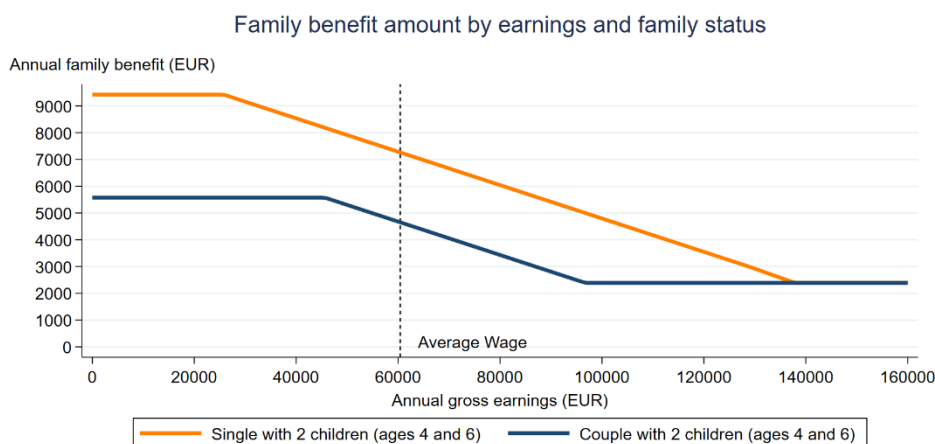 Family benefit amount by earnings and family status
Annual family benefit (EUR)
9000
8000
7000
6000
5000
4000
3000
2000
1000
0
Average Wage
0 20000 40000 60000 80000 100000 120000 140000 160000
Annual gross earnings (EUR)
Single with 2 children (ages 4 and 6) Couple with 2 children (ages 4 and 6)